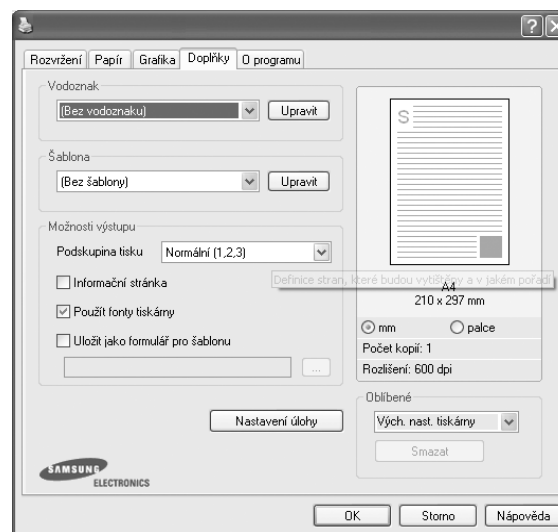 Rozvržení Papír Grafika Doplňky O programu
Vodoznak
(Bez vodoznaku) Upravit
Šablona
(Bez šablony) Upravit
Možnosti výstupu
Podskupina tisku Normální (1,2,3)
Informační stránka
Použít fonty tiskárny
Uložit jako formulář pro šablonu
...
Nastavení úlohy
S
Definice stran, které budou vytištěny a v jakém pořadí
A4
210 x 297 mm
mm palce
Počet kopií: 1
Rozlišení: 600 dpi
Oblíbené
Vých. nast. tiskárny
Smazat
SAMSUNG
ELECTRONICS
OK Storno Nápověda